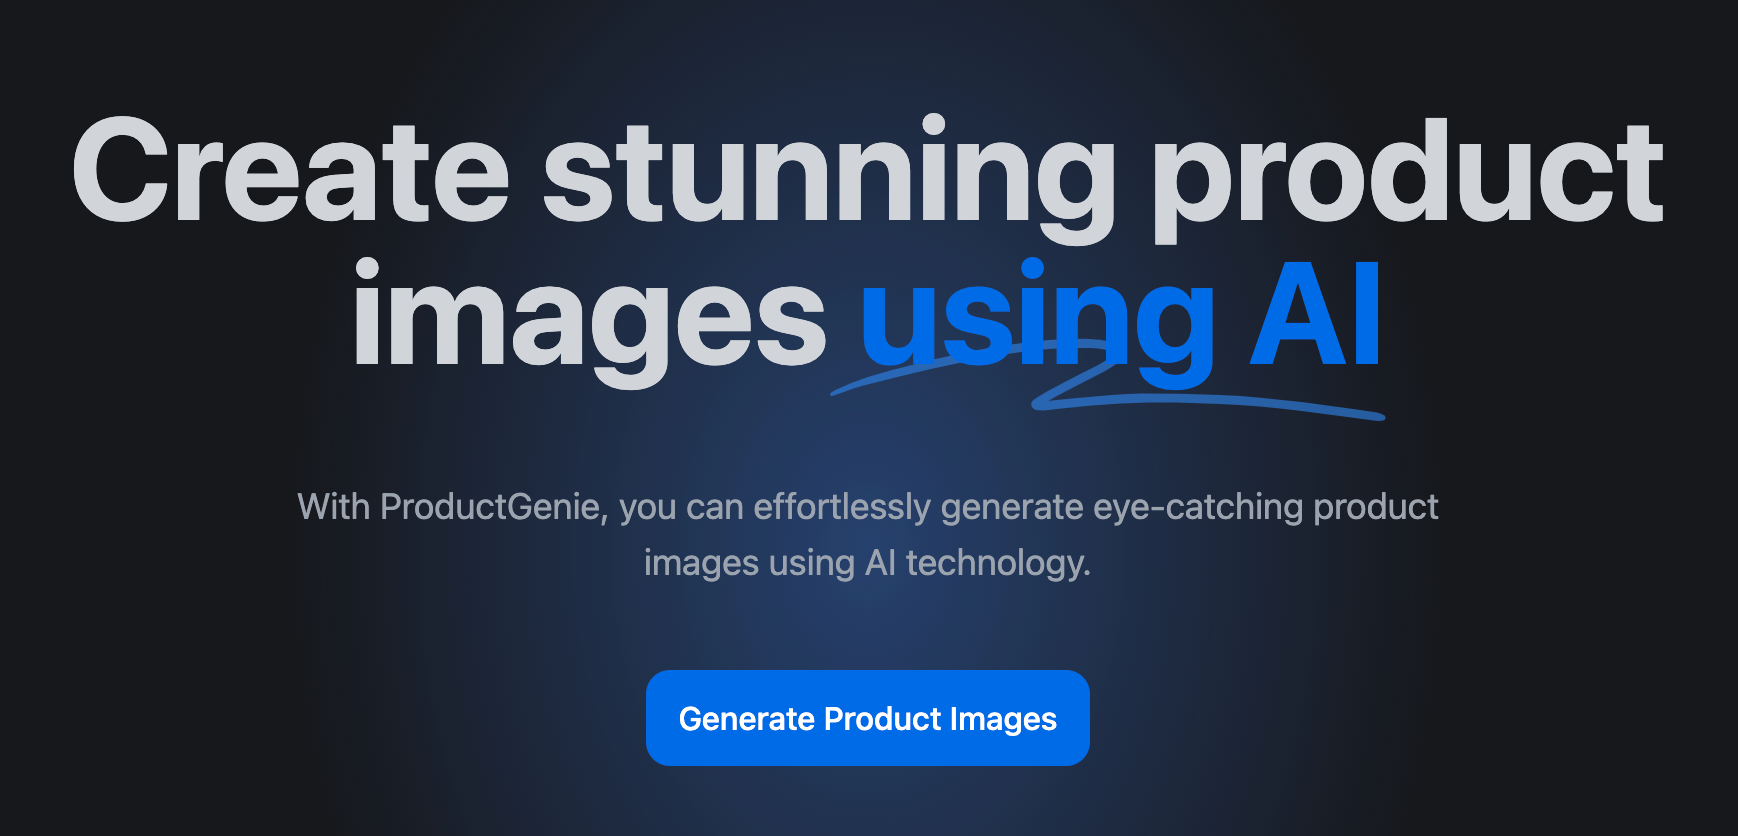 Create stunning product
images using AI
With ProductGenie, you can effortlessly generate eye-catching product
images using AI technology.
Generate Product Images